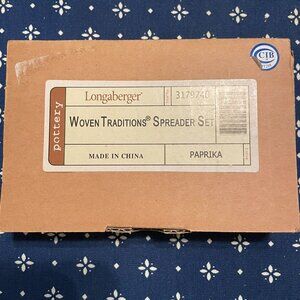 CIB
Longaberger®
3179740
WOVEN TRADITIONS® SPREADER SET
pottery
MADE IN CHINA
PAPRIKA